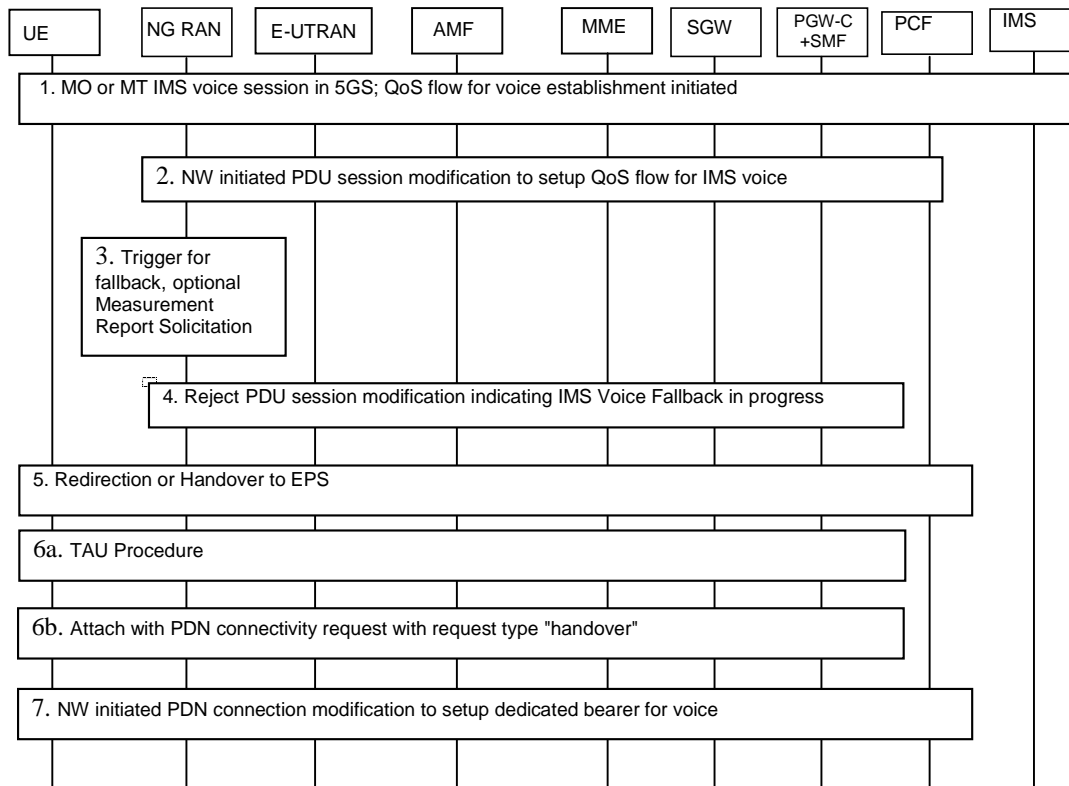 UE
NG RAN
E-UTRAN
AMF
MME
SGW
PGW-C
+SMF
PCF
IMS
1. MO or MT IMS voice session in 5GS; QoS flow for voice establishment initiated
2. NW initiated PDU session modification to setup QoS flow for IMS voice
3. Trigger for
fallback, optional
Measurement
Report Solicitation
4. Reject PDU session modification indicating IMS Voice Fallback in progress
5. Redirection or Handover to EPS
6a. TAU Procedure
6b. Attach with PDN connectivity request with request type "handover"
7. NW initiated PDN connection modification to setup dedicated bearer for voice